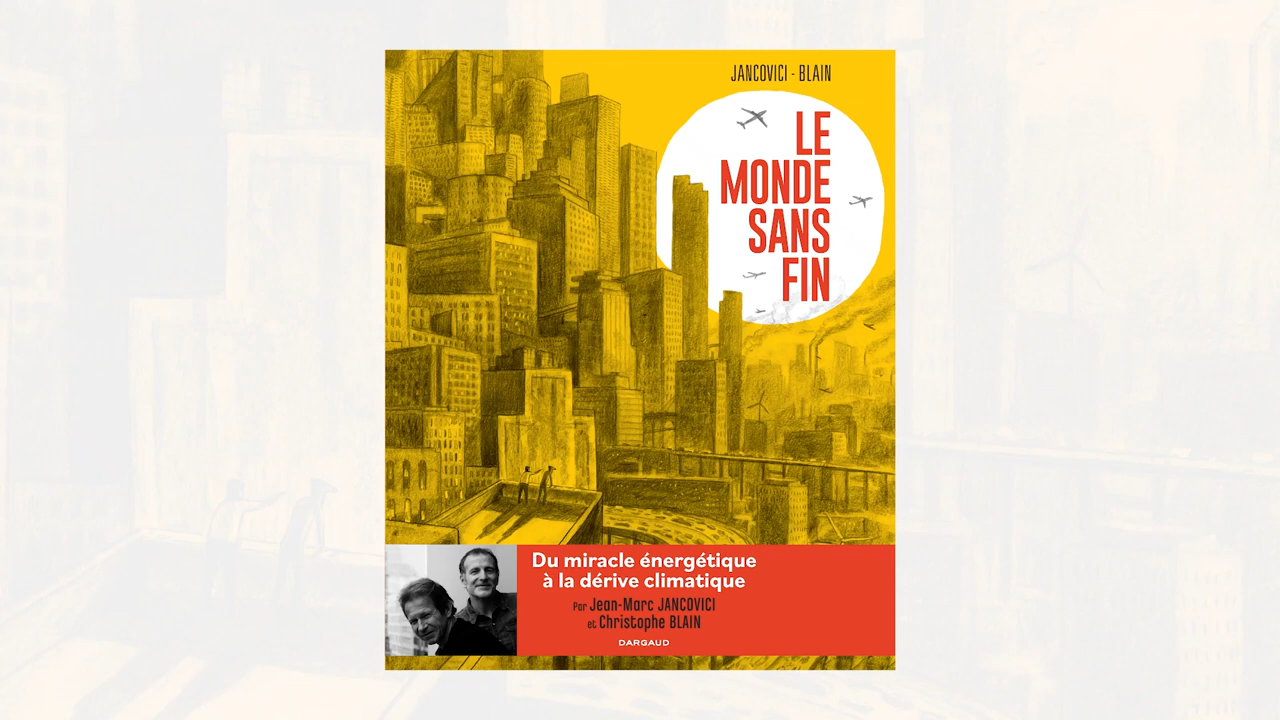 JANCOVICI - BLAIN
LE
MONDE
SANS
FIN
Du miracle énergétique
à la dérive climatique
Par Jean-Marc JANCOVICI
et Christophe BLAIN
DARGAUD